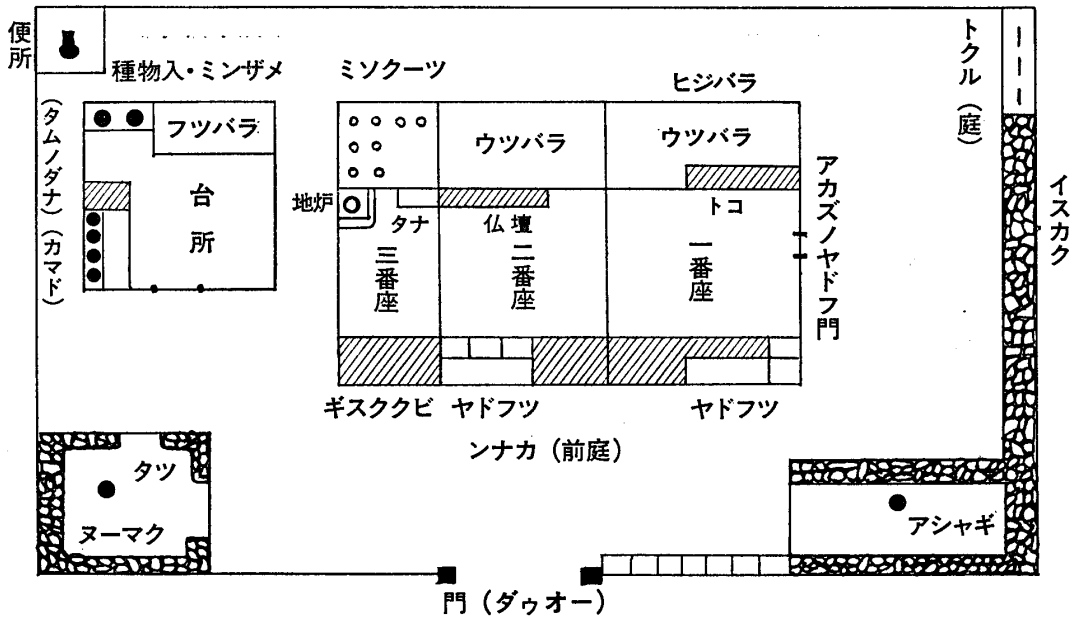 便所
種物入・ミンザメ
ミソクーツ
ヒジバラ
トクル(庭)
(タムノダナ)(カマド)
フツバラ
台所
ウツバラ
ウツバラ
地炉
タナ
仏壇
トコ
三番座
二番座
一番座
アカズノヤドフ門
イスカク
ギスククビ
ヤドフツ
ヤドフツ
ンナカ(前庭)
タツ
ヌーマク
アシャギ
門(ダゥオー)